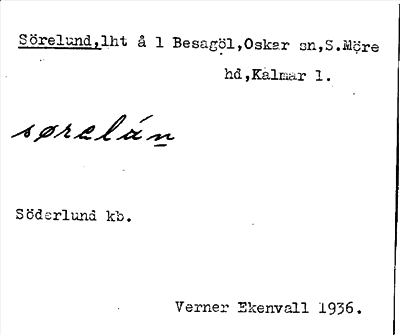 Sörelund,lht å 1 Besagöl,Oskar sn,S.Möre
hd,Kalmar l.
sørelán
Söderlund kb.
Verner Ekenvall 1936.